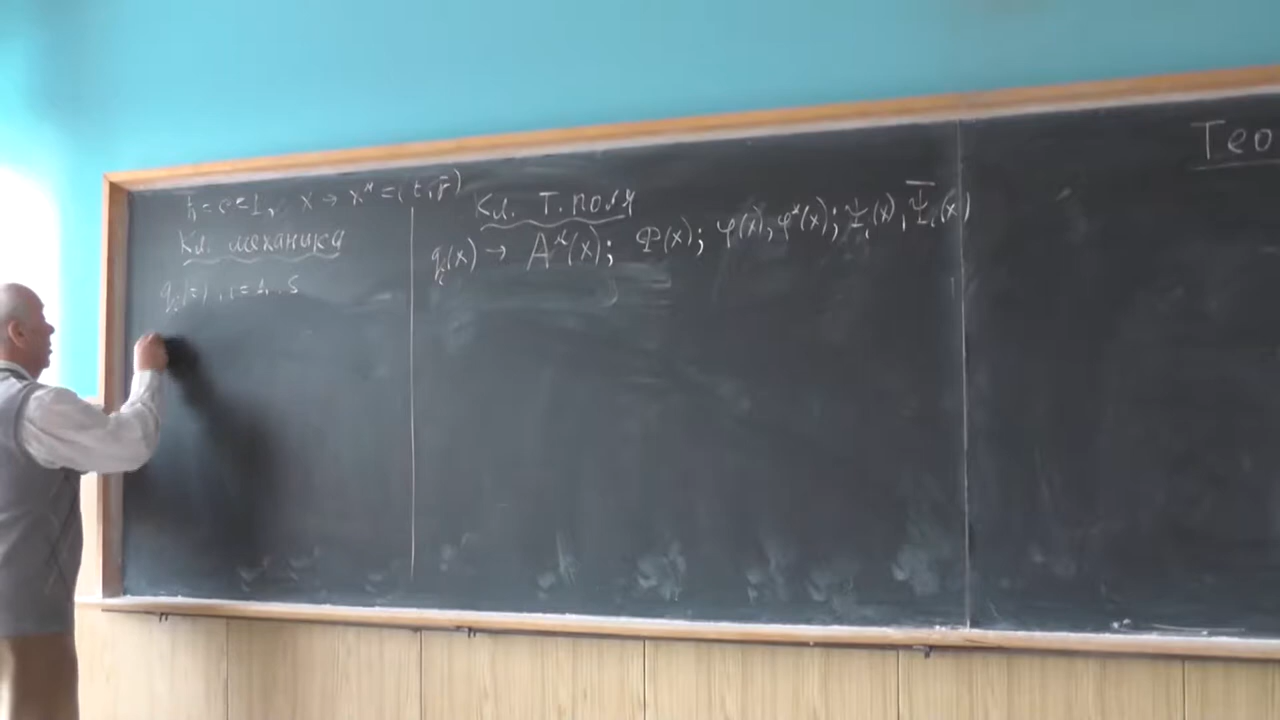 ħ = c = 1, x → x^μ = (t, r⃗)
Кл. механика
q_i(t), i = 1, . s
Кл. Т. поля
q_i(x) → A^μ(x); Φ(x); φ(x), φ*(x); Ψ_i(x), Ψ̅_i(x)
Тео